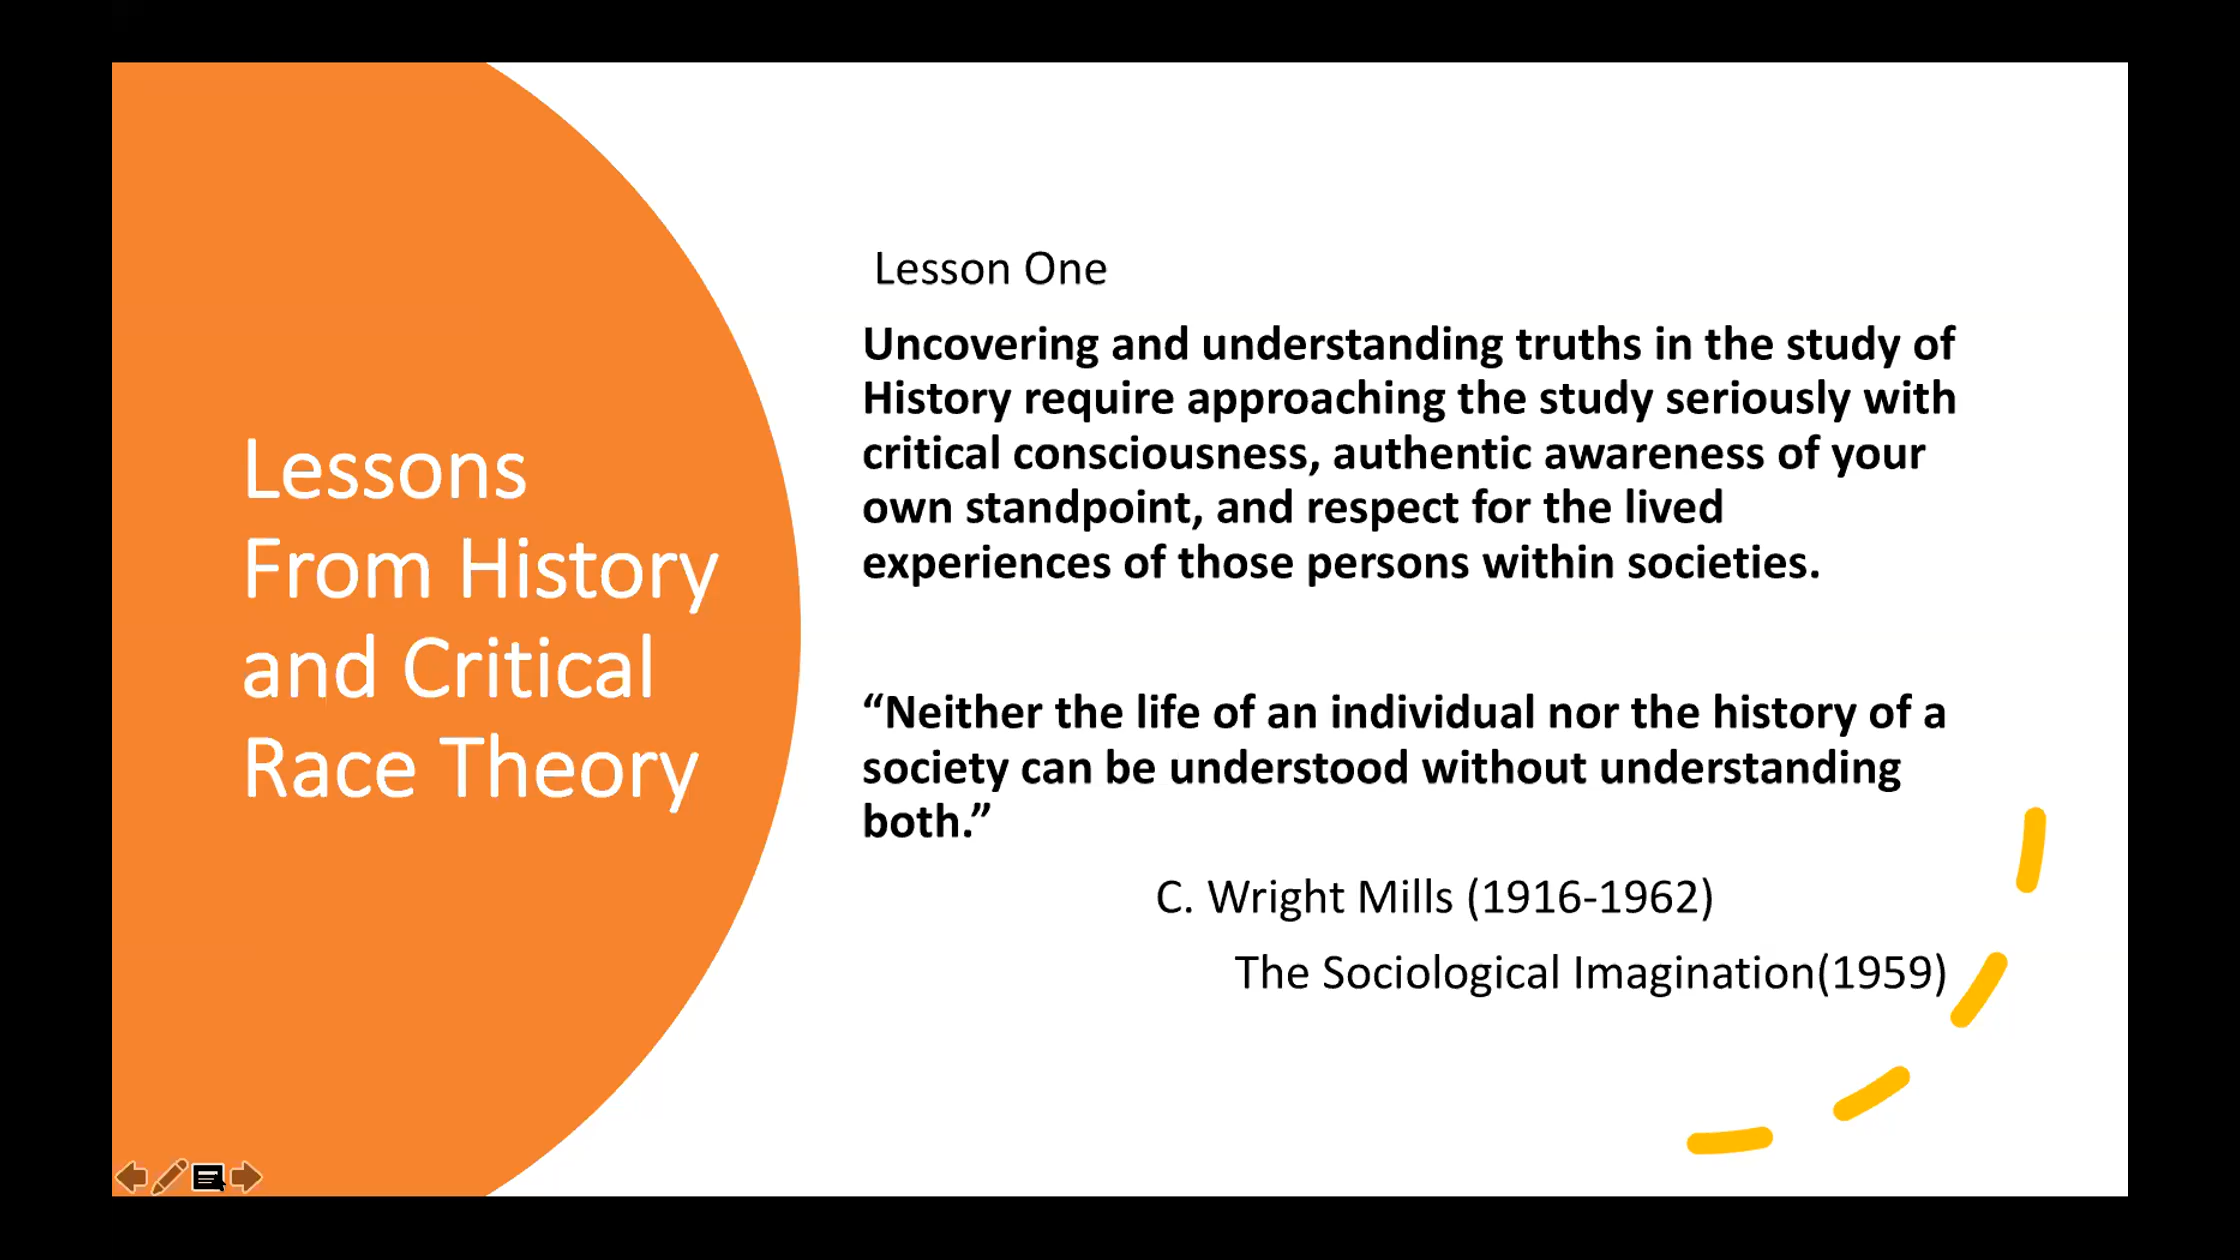 Lessons
From History
and Critical
Race Theory
Lesson One
Uncovering and understanding truths in the study of
History require approaching the study seriously with
critical consciousness, authentic awareness of your
own standpoint, and respect for the lived
experiences of those persons within societies.
“Neither the life of an individual nor the history of a
society can be understood without understanding
both.”
C. Wright Mills (1916-1962)
The Sociological Imagination(1959)